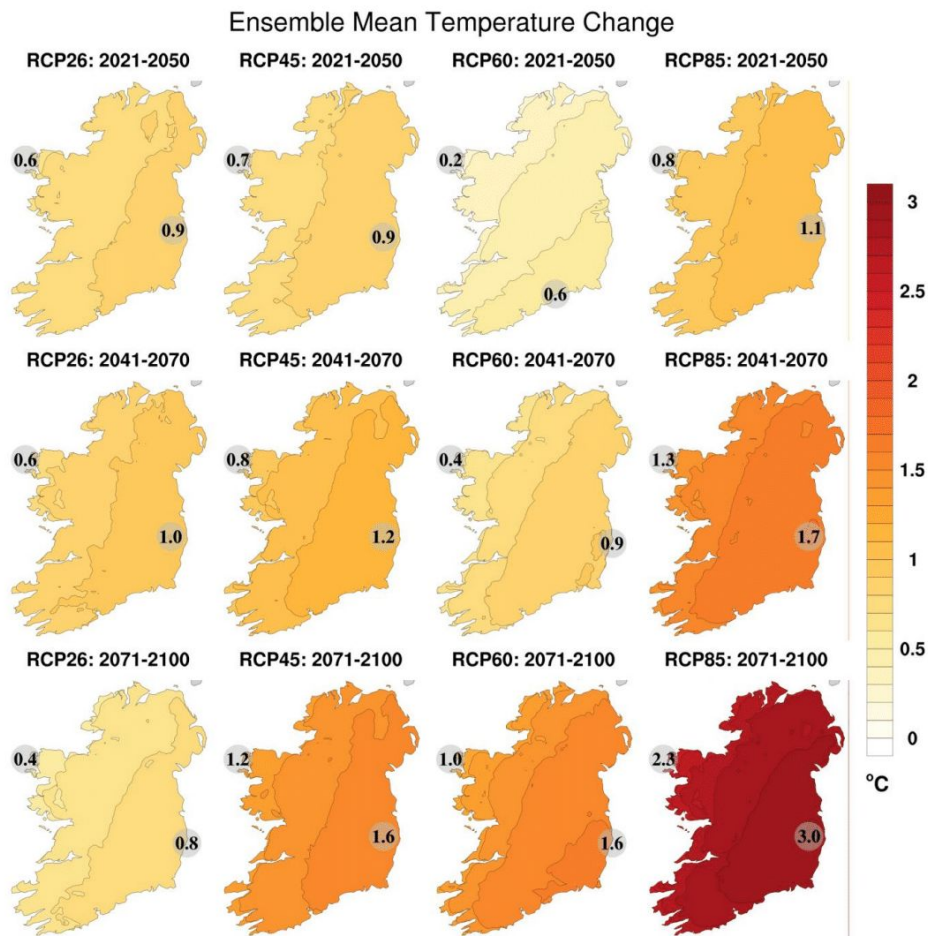 Ensemble Mean Temperature Change
RCP26: 2021-2050 RCP45: 2021-2050 RCP60: 2021-2050 RCP85: 2021-2050
0.6 0.7 0.2 0.8
0.9 0.9 0.6 1.1
RCP26: 2041-2070 RCP45: 2041-2070 RCP60: 2041-2070 RCP85: 2041-2070
0.6 0.8 0.4 1.3
1.0 1.2 0.9 1.7
RCP26: 2071-2100 RCP45: 2071-2100 RCP60: 2071-2100 RCP85: 2071-2100
0.4 1.2 1.0 2.3
0.8 1.6 1.6 3.0
3
2.5
2
1.5
1
0.5
0
°C